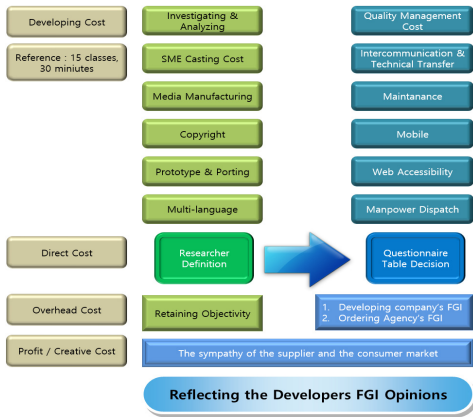 Developing Cost
Investigating &
Analyzing
Quality Management
Cost
Reference : 15 classes,
30 miniutes
SME Casting Cost
Intercommunication &
Technical Transfer
Media Manufacturing
Maintanance
Copyright
Mobile
Prototype & Porting
Web Accessibility
Multi-language
Manpower Dispatch
Direct Cost
Researcher
Definition
Questionnaire
Table Decision
Overhead Cost
Retaining Objectivity
1. Developing company's FGI
2. Ordering Agency's FGI
Profit / Creative Cost
The sympathy of the supplier and the consumer market
Reflecting the Developers FGI Opinions